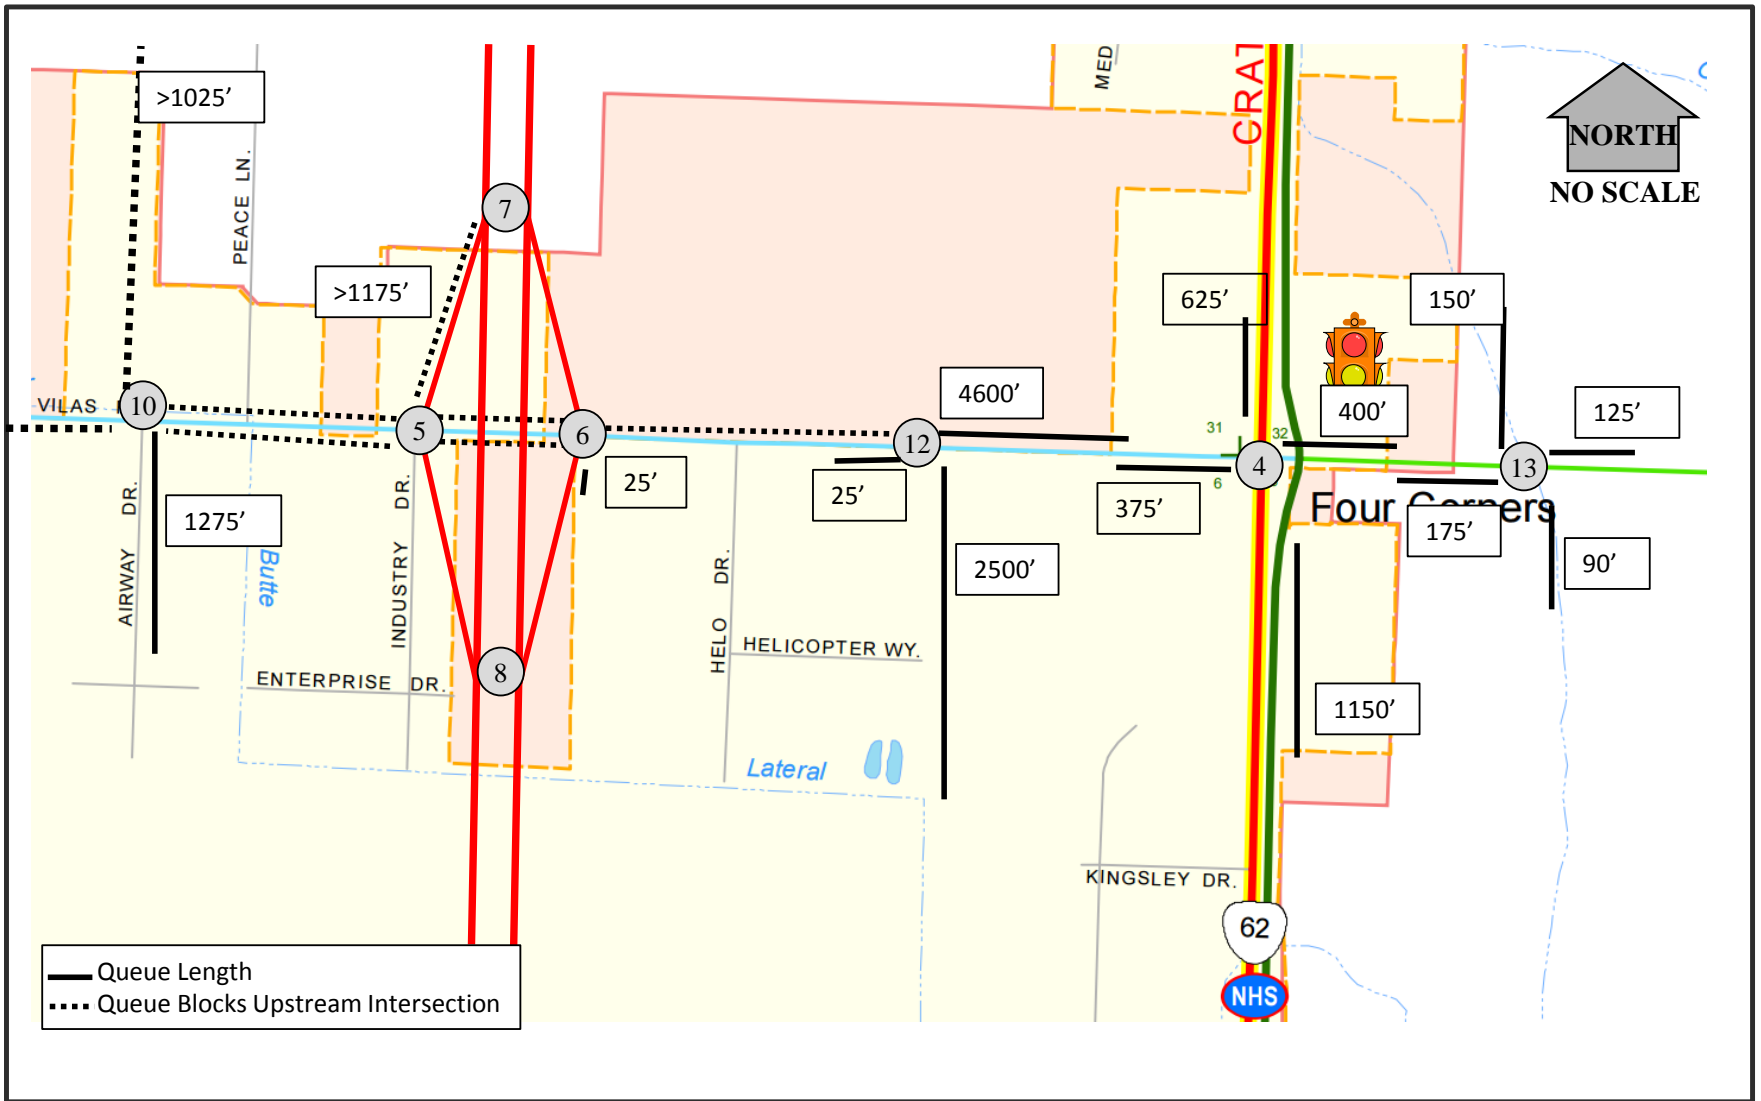 CRAT
MED
>1025’
NORTH
NO SCALE
PEACE LN.
7
>1175’
625’
150’
VILAS
10
5
6
12
4600’
31
32
400’
125’
4
6
13
25’
25’
375’
Four Corners
175’
1275’
AIRWAY DR.
Butte
INDUSTRY DR.
HELO DR.
2500’
90’
HELICOPTER WY.
8
ENTERPRISE DR.
1150’
Lateral
KINGSLEY DR.
62
NHS
Queue Length
Queue Blocks Upstream Intersection